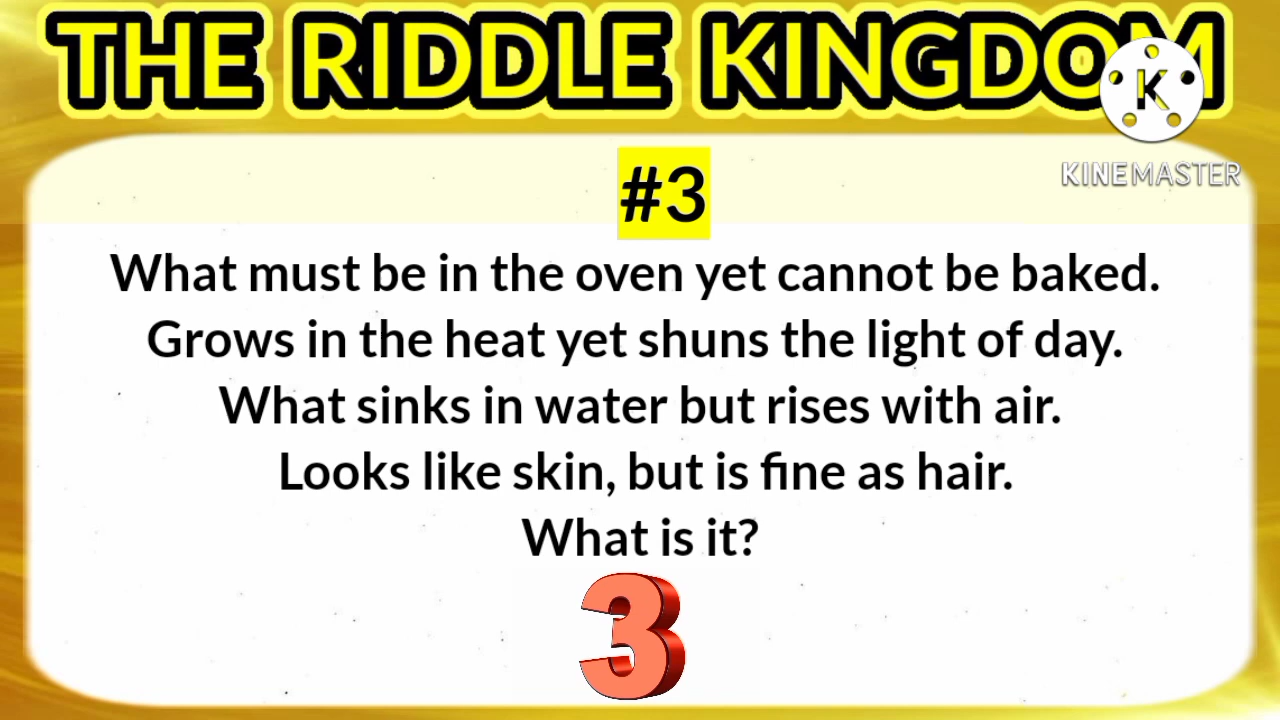 THE RIDDLE KINGDOM
K
KINEMASTER
#3
What must be in the oven yet cannot be baked.
Grows in the heat yet shuns the light of day.
What sinks in water but rises with air.
Looks like skin, but is fine as hair.
What is it?
3